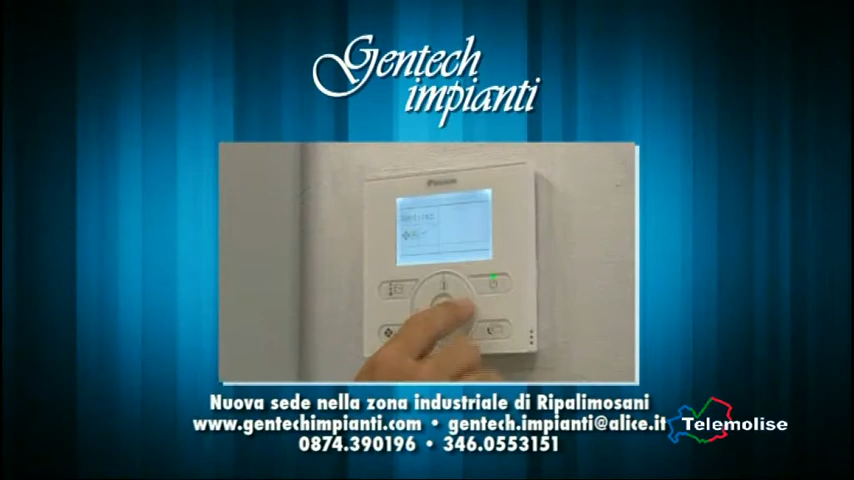 Gentech
impianti
Nuova sede nella zona industriale di Ripalimosani
www.gentechimpianti.com • gentech.impianti@alice.it
0874.390196 • 346.0553151
Telemolise